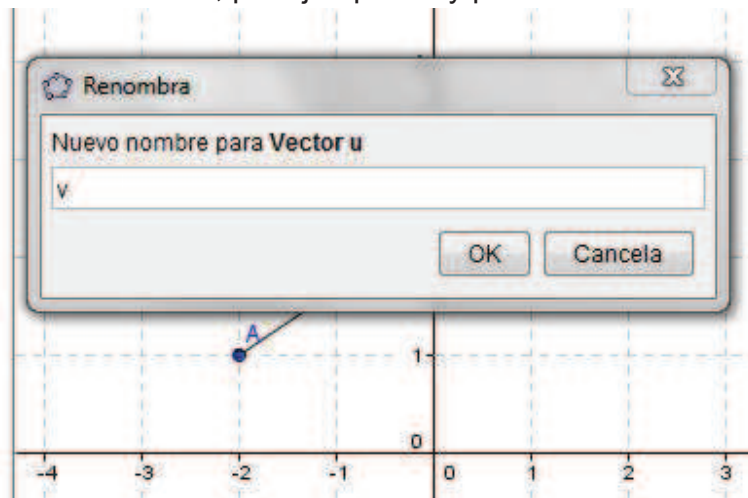 Renombra
Nuevo nombre para Vector u
v
OK Cancela
A
1
0
-4 -3 -2 -1 0 1 2 3